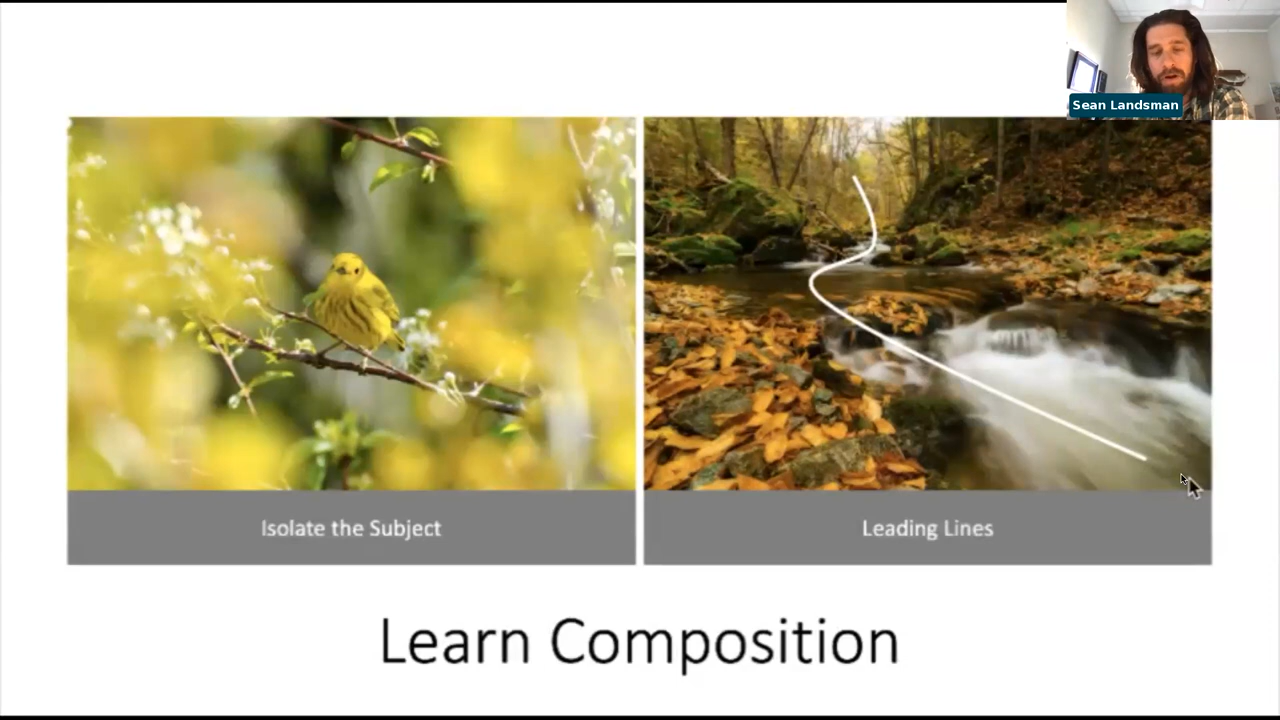 Sean Landsman
Isolate the Subject
Leading Lines
Learn Composition